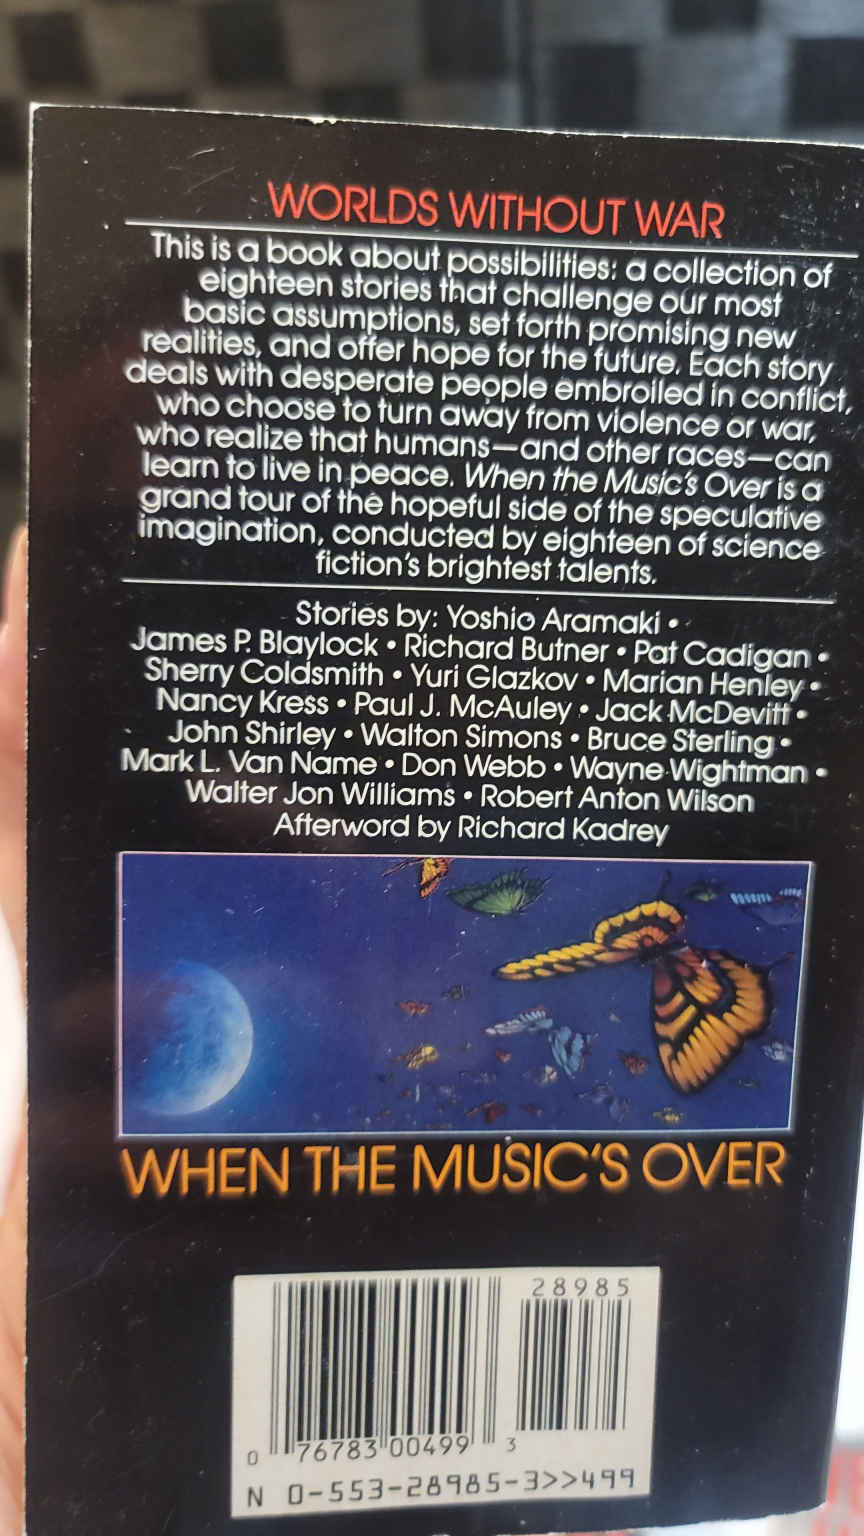 WORLDS WITHOUT WAR
This is a book about possibilities: a collection of
eighteen stories that challenge our most
basic assumptions, set forth promising new
realities, and offer hope for the future. Each story
deals with desperate people embroiled in conflict,
who choose to turn away from violence or war,
who realize that humans—and other races—can
learn to live in peace. When the Music's Over is a
grand tour of the hopeful side of the speculative
imagination, conducted by eighteen of science
fiction's brightest talents.
Stories by: Yoshio Aramaki •
James P. Blaylock • Richard Butner • Pat Cadigan •
Sherry Coldsmith • Yuri Glazkov • Marian Henley •
Nancy Kress • Paul J. McAuley • Jack McDevitt •
John Shirley • Walton Simons • Bruce Sterling •
Mark L. Van Name • Don Webb • Wayne Wightman •
Walter Jon Williams • Robert Anton Wilson
Afterword by Richard Kadrey
WHEN THE MUSIC'S OVER
28985
0 76783 00499 3
N 0-553-28985-3>>499